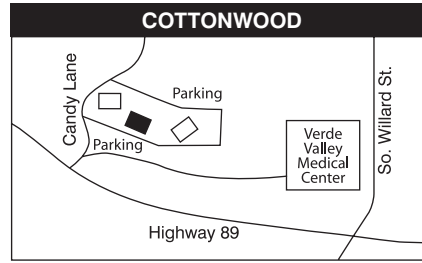 COTTONWOOD
Candy Lane
Parking
Parking
Verde
Valley
Medical
Center
So. Willard St.
Highway 89